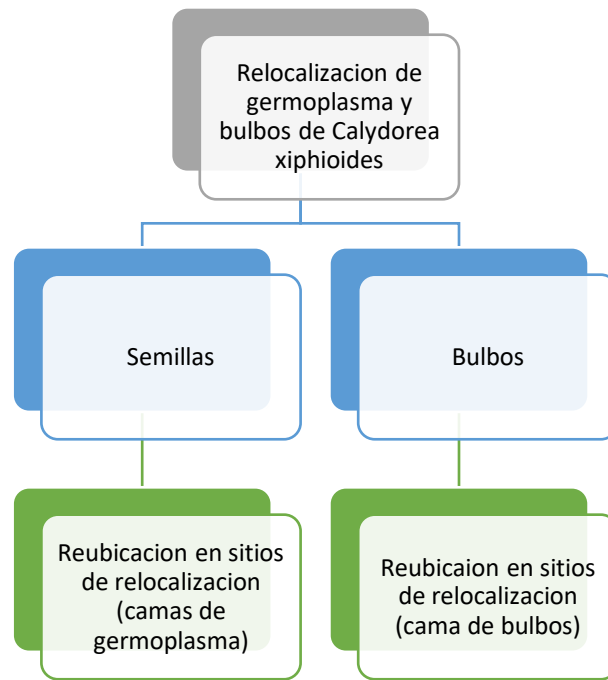 Relocalizacion de
germoplasma y
bulbos de Calydorea
xiphioides
Semillas
Bulbos
Reubicacion en sitios
de relocalizacion
(camas de
germoplasma)
Reubicaion en sitios
de relocalizacion
(cama de bulbos)